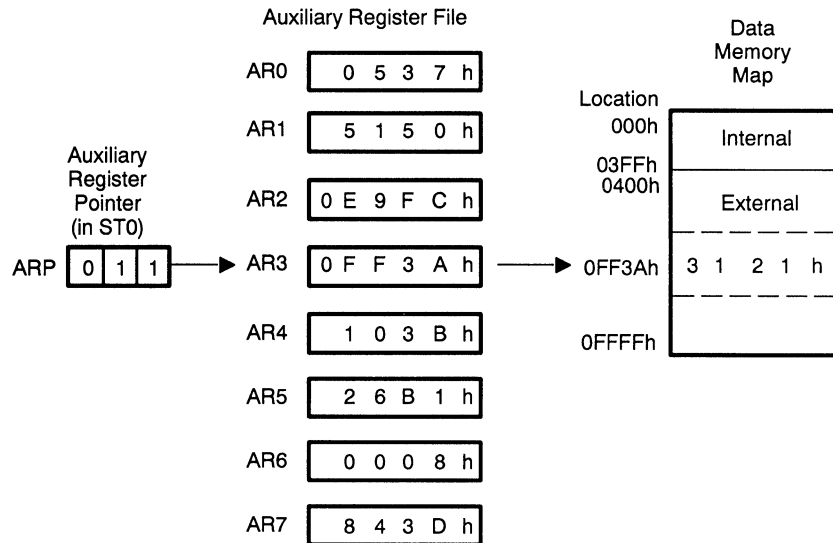 Auxiliary Register File
Data
Memory
Map
AR0 0 5 3 7 h
Location
000h
Internal
AR1 5 1 5 0 h
03FFh
0400h
Auxiliary
Register
Pointer
(in ST0)
AR2 0 E 9 F C h
External
ARP 0 1 1
AR3 0 F F 3 A h
0FF3Ah 3 1 2 1 h
AR4 1 0 3 B h
0FFFFh
AR5 2 6 B 1 h
AR6 0 0 0 8 h
AR7 8 4 3 D h